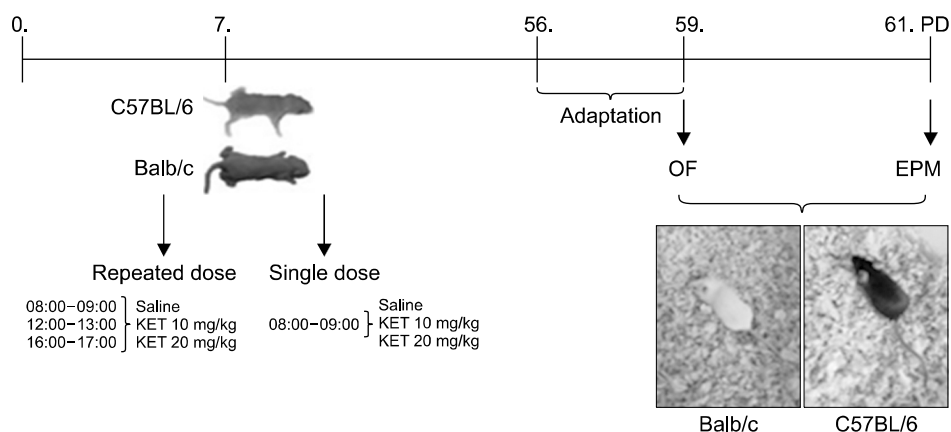 0. 7. 56. 59. 61. PD
C57BL/6
Adaptation
Balb/c
OF EPM
Repeated dose Single dose
08:00–09:00 Saline Saline
12:00–13:00 KET 10 mg/kg 08:00–09:00 KET 10 mg/kg
16:00–17:00 KET 20 mg/kg KET 20 mg/kg
Balb/c C57BL/6